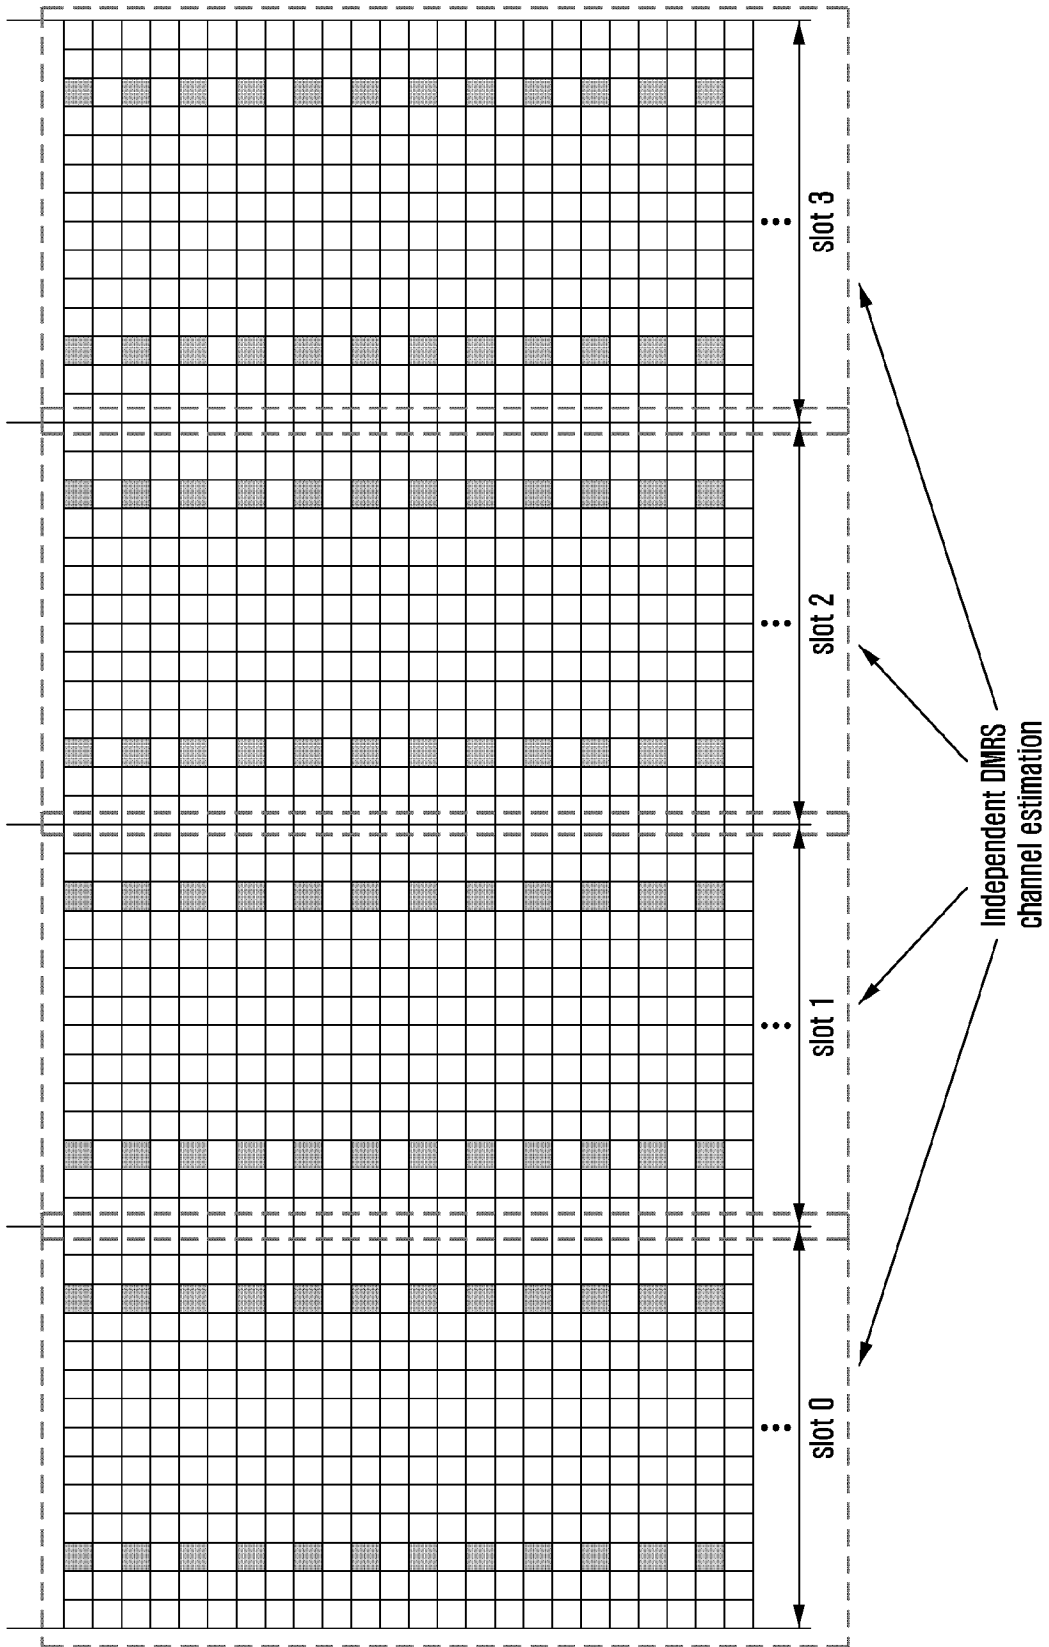 slot 0
slot 1
slot 2
slot 3
Independent DMRS
channel estimation